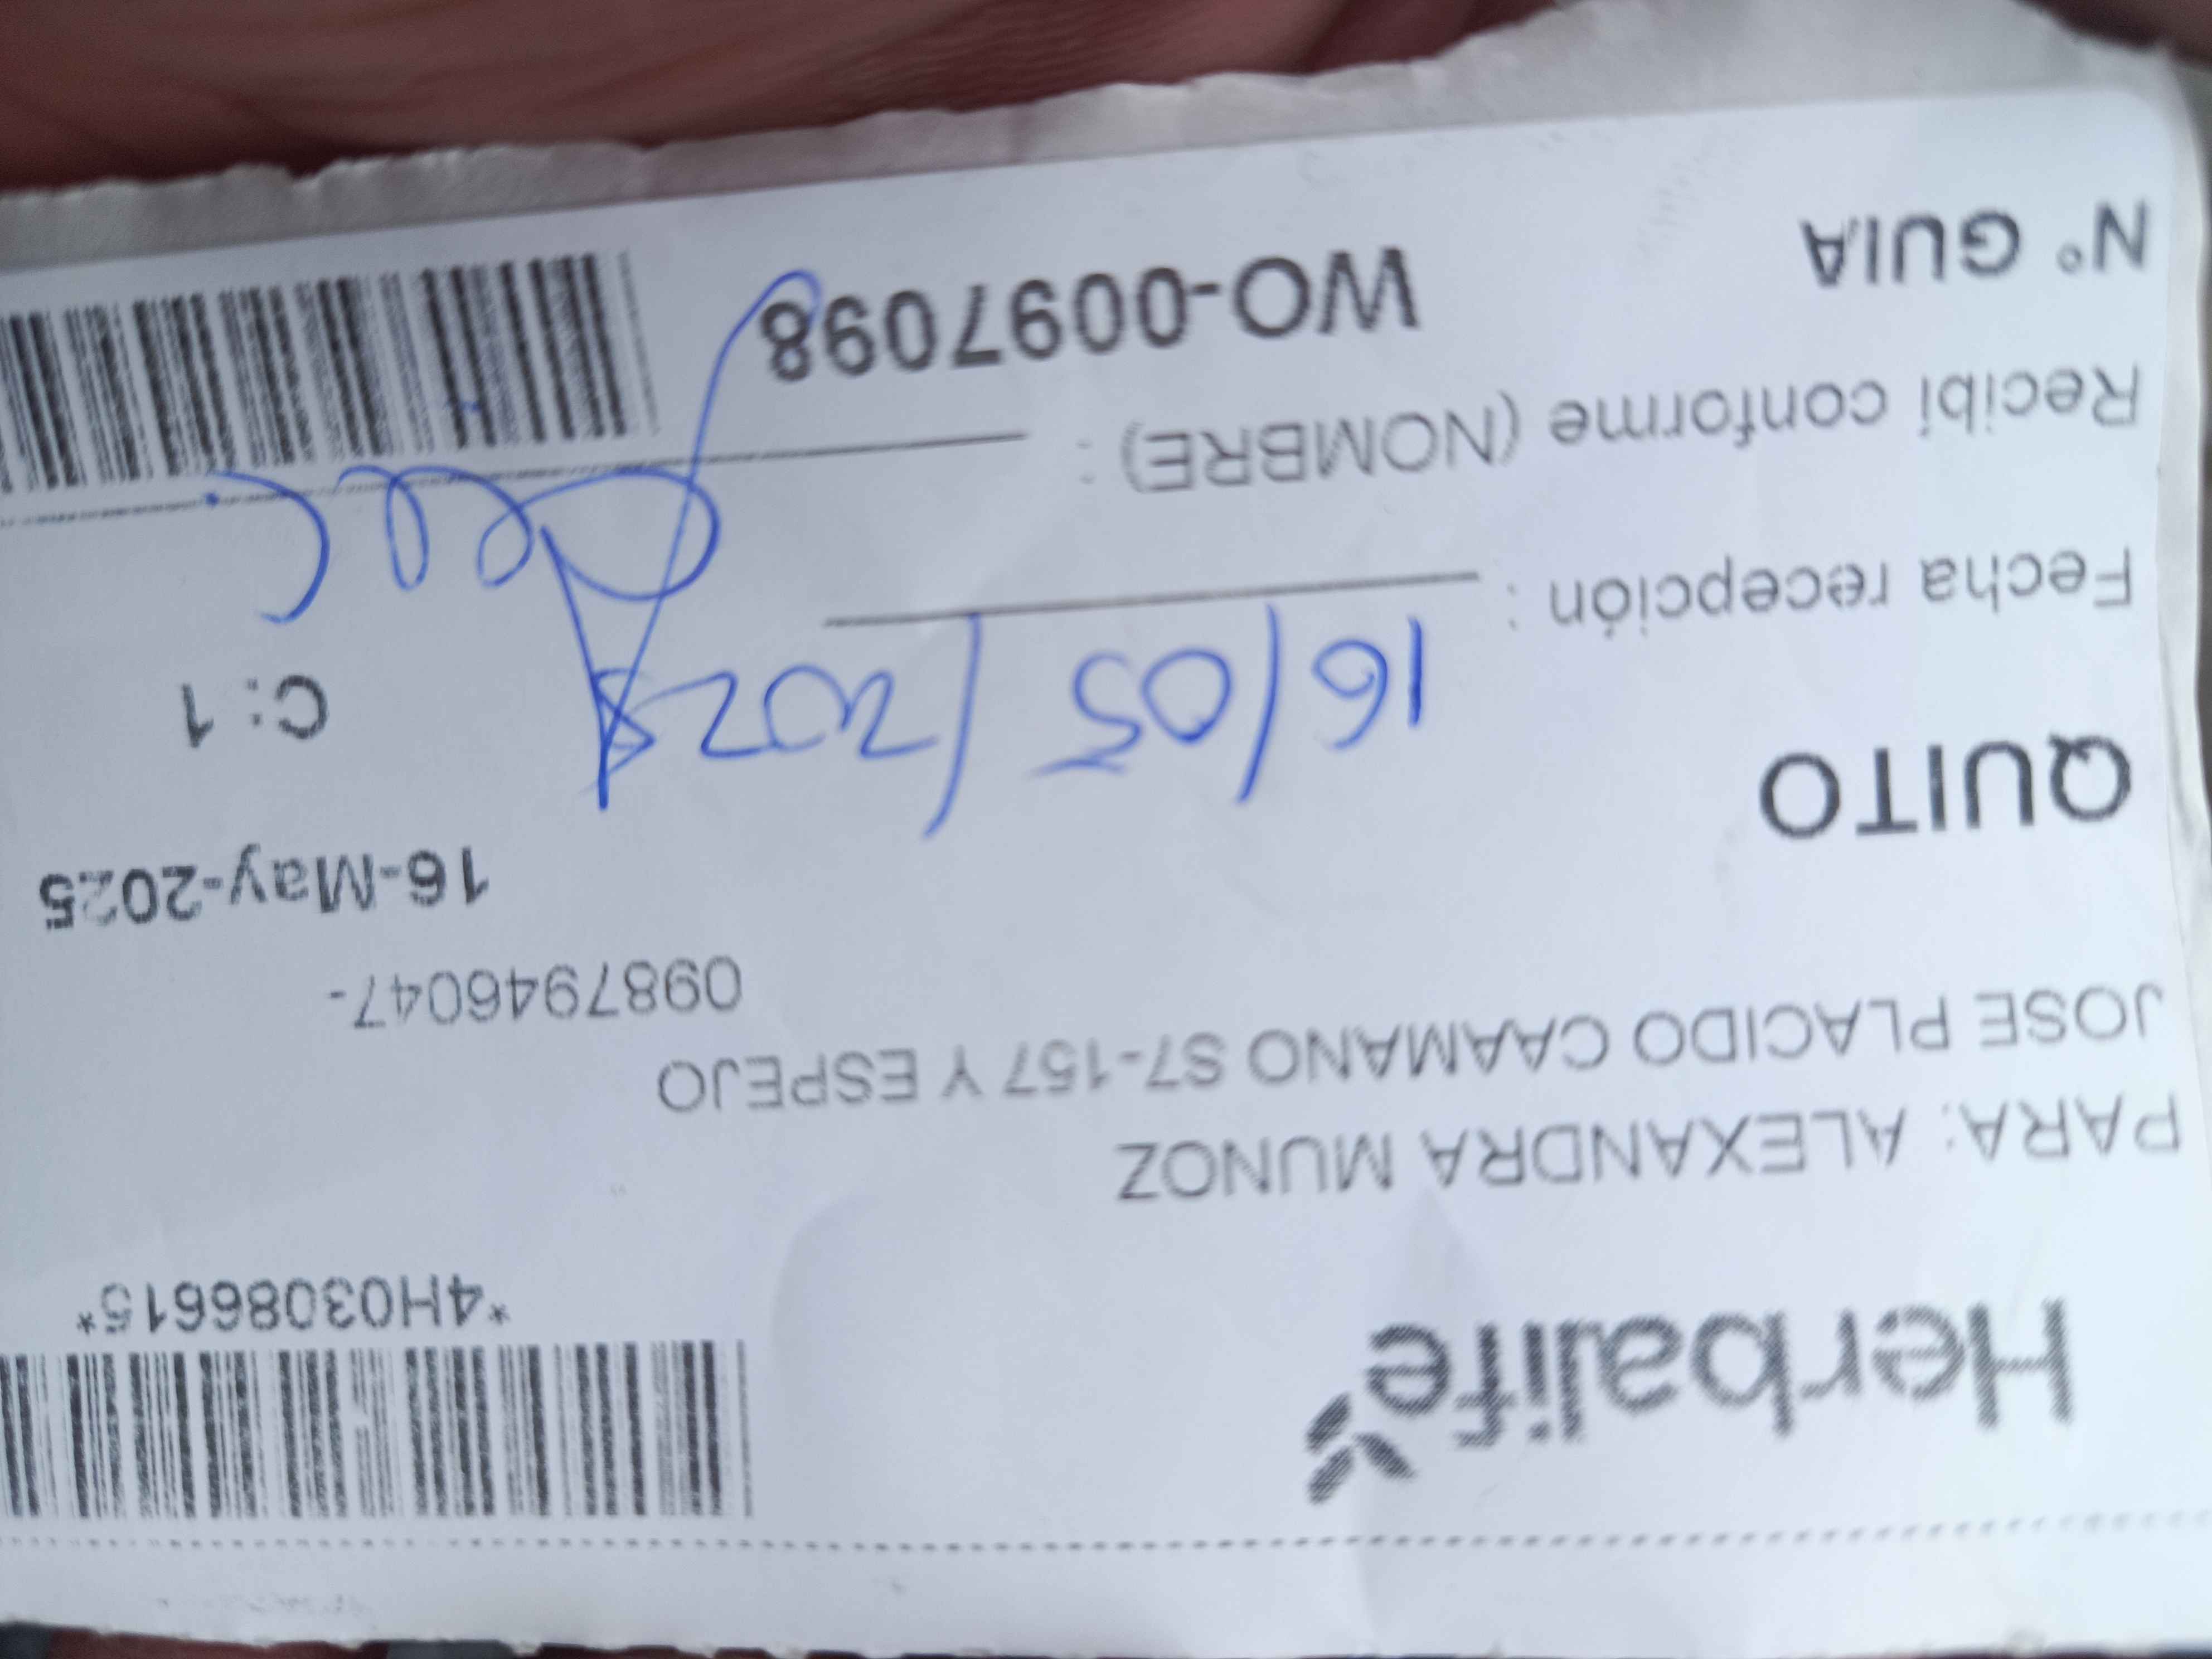 Herbalife
*4H03086615*
PARA: ALEXANDRA MUNOZ
JOSE PLACIDO CAAMANO S7-157 Y ESPEJO
0987946047-
QUITO
16-May-2025
C: 1
Fecha recepción : 16/05/2025
Recibi conforme (NOMBRE) :
N° GUIA WO-0097098